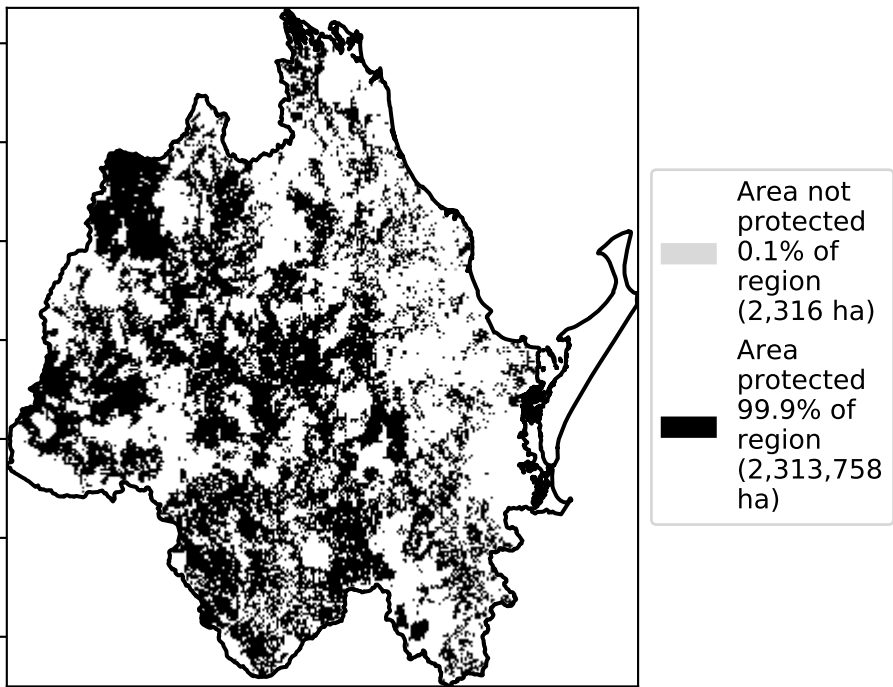 Area not
protected
0.1% of
region
(2,316 ha)
Area
protected
99.9% of
region
(2,313,758
ha)